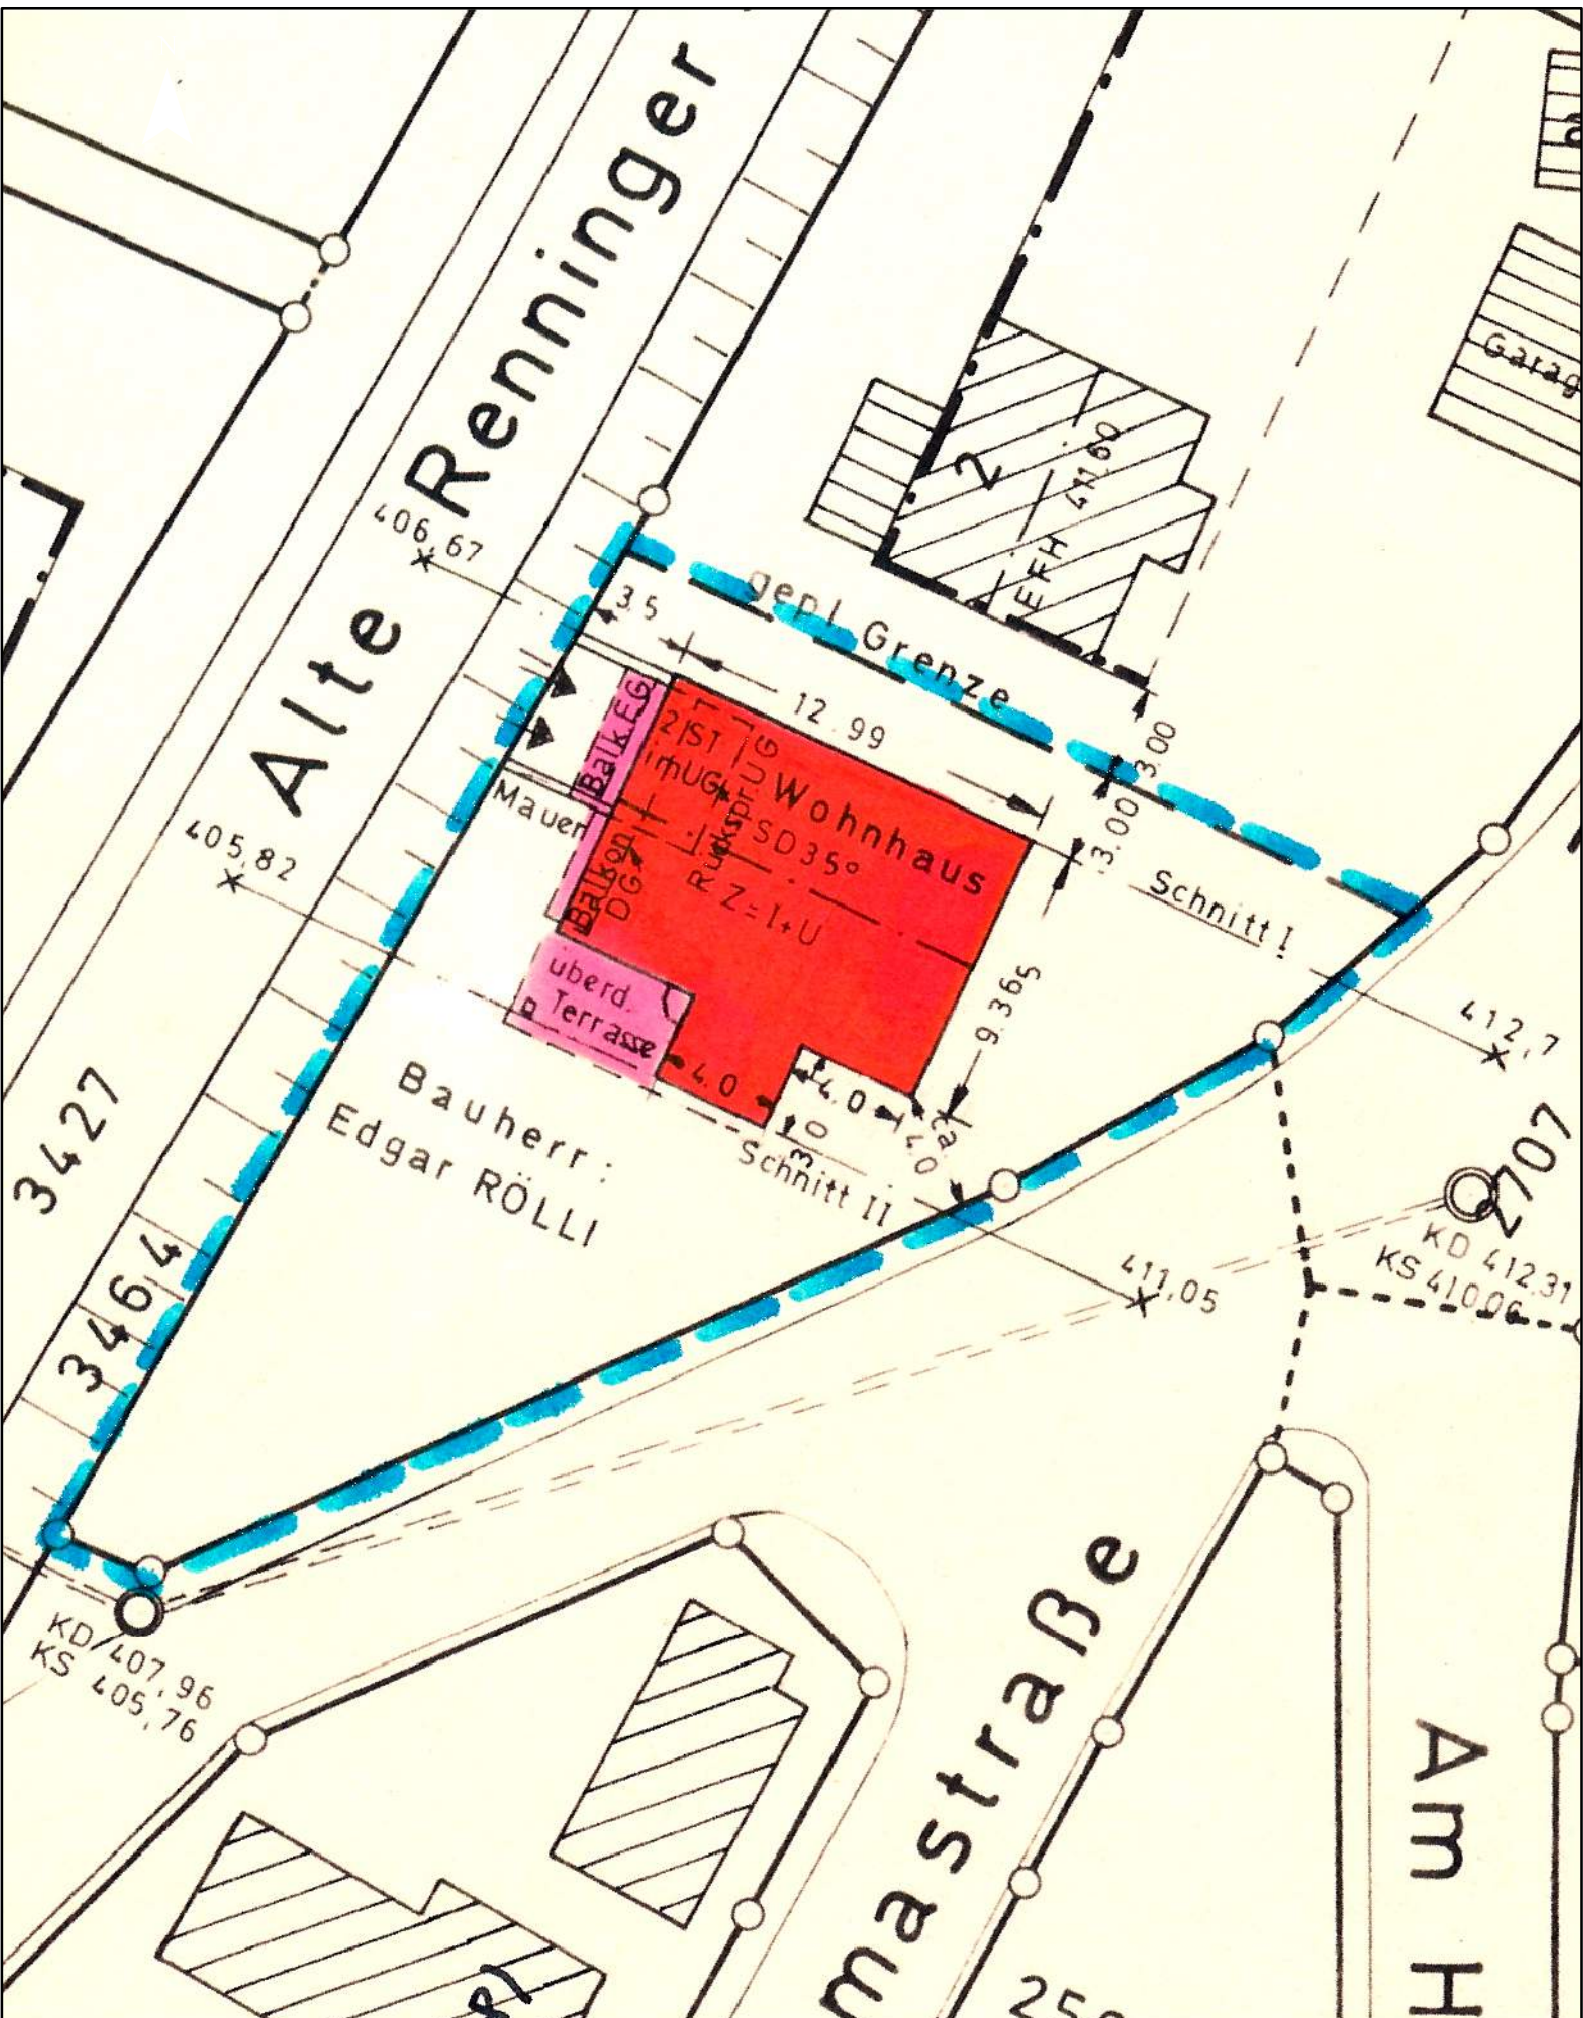 Alte Renninger
406,67
405,82
3427
3464
gepl. Grenze
3.5
12.99
3.00
3.00
2
EFH 411.60
Garag
Balk.EG
2 ST
im UG
Rückspr UG
Wohnhaus
SD 35°
Z = I+U
Mauer
Balkon
DG
überd.
Terrasse
4.0
4.0
3.0
4.0
9.365
Schnitt I
Schnitt II
412,7
411,05
2707
KD 412.31
KS 410.06
Bauherr:
Edgar RÖLLI
KD 407,96
KS 405,76
mastraße
Am H